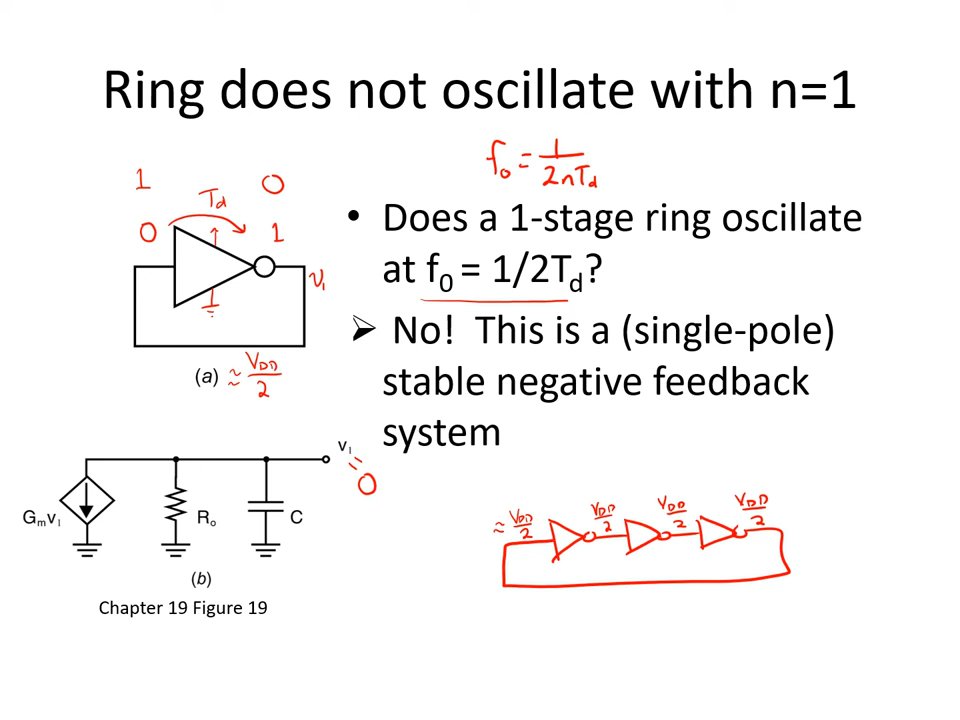 Ring does not oscillate with n=1
f₀ = 1/2nT_d
1 0
T_d
0 1
v₁
• Does a 1-stage ring oscillate
at f₀ = 1/2T_d?
➢ No! This is a (single-pole)
stable negative feedback
system
(a) ≈ V_DD/2
v₁
= 0
G_m v₁ R_o C
(b)
Chapter 19 Figure 19
≈ V_DD/2 V_DD/2 V_DD/2 V_DD/2